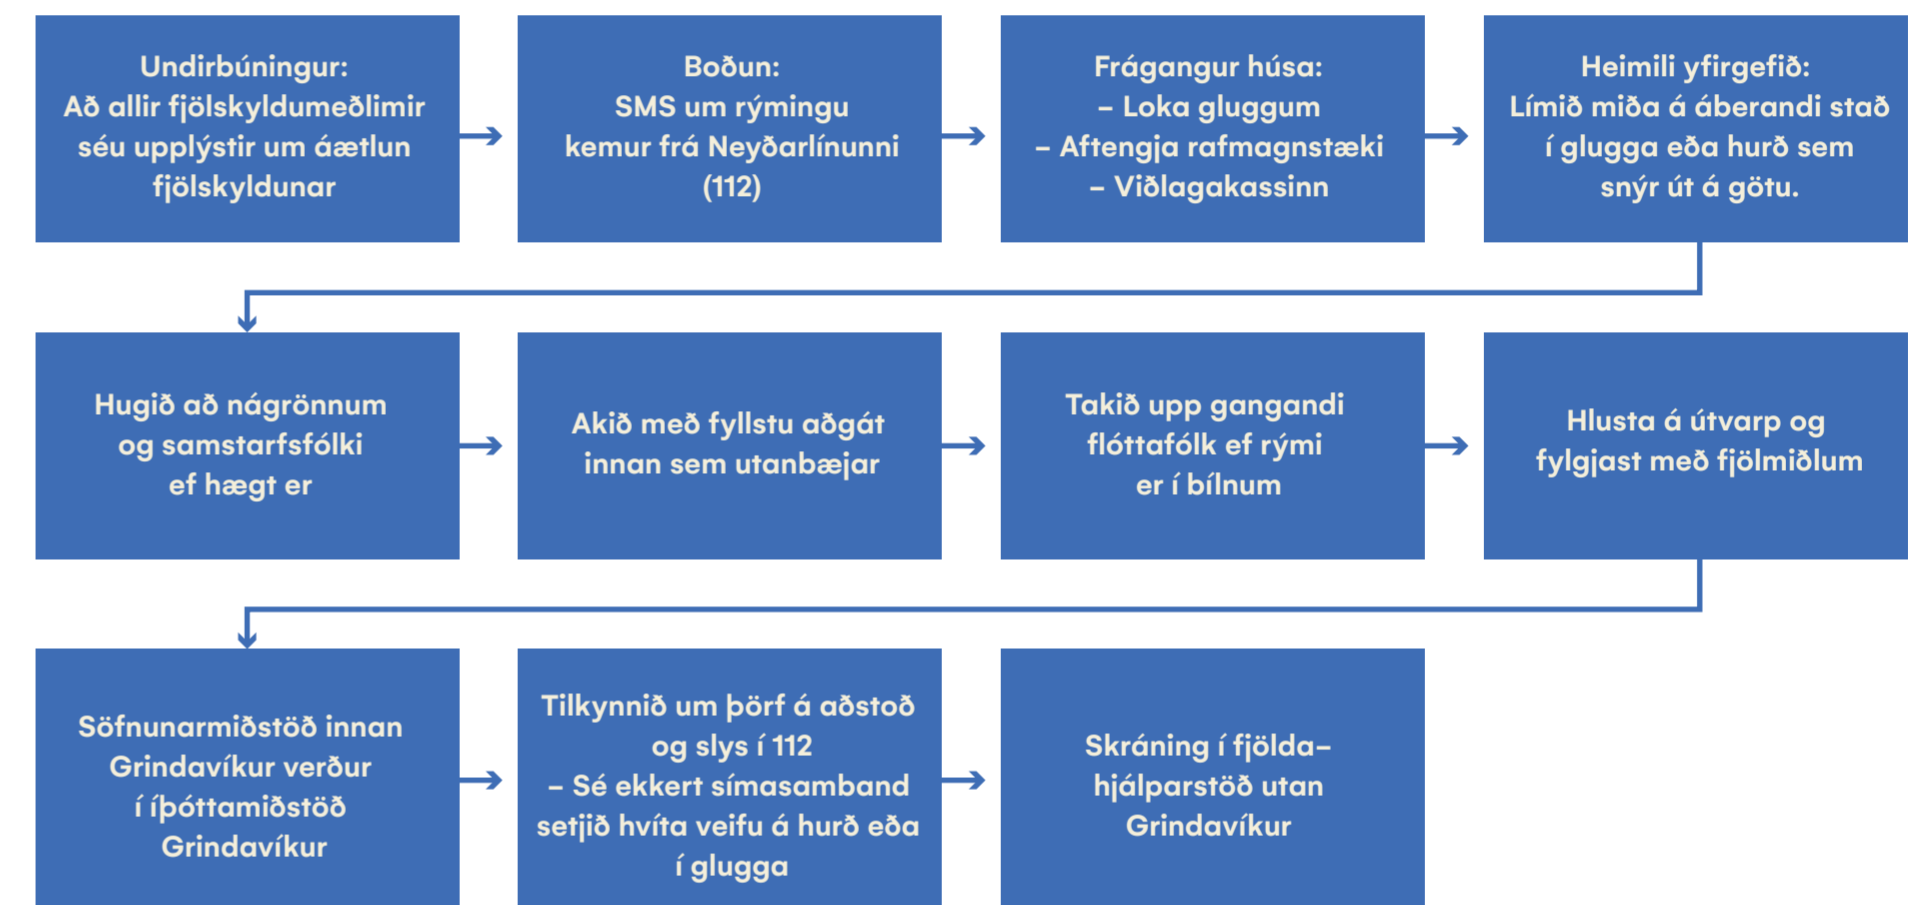 Undirbúningur:
Að allir fjölskyldumeðlimir
séu upplýstir um áætlun
fjölskyldunar
Boðun:
SMS um rýmingu
kemur frá Neyðarlínunni
(112)
Frágangur húsa:
– Loka gluggum
– Aftengja rafmagnstæki
– Viðlagakassinn
Heimili yfirgefið:
Límið miða á áberandi stað
í glugga eða hurð sem
snýr út á götu.
Hugið að nágrönnum
og samstarfsfólki
ef hægt er
Akið með fyllstu aðgát
innan sem utanbæjar
Takið upp gangandi
flóttafólk ef rými
er í bílnum
Hlusta á útvarp og
fylgjast með fjölmiðlum
Söfnunarmiðstöð innan
Grindavíkur verður
í íþóttamiðstöð
Grindavíkur
Tilkynnið um þörf á aðstoð
og slys í 112
– Sé ekkert símasamband
setjið hvíta veifu á hurð eða
í glugga
Skráning í fjölda–
hjálparstöð utan
Grindavíkur